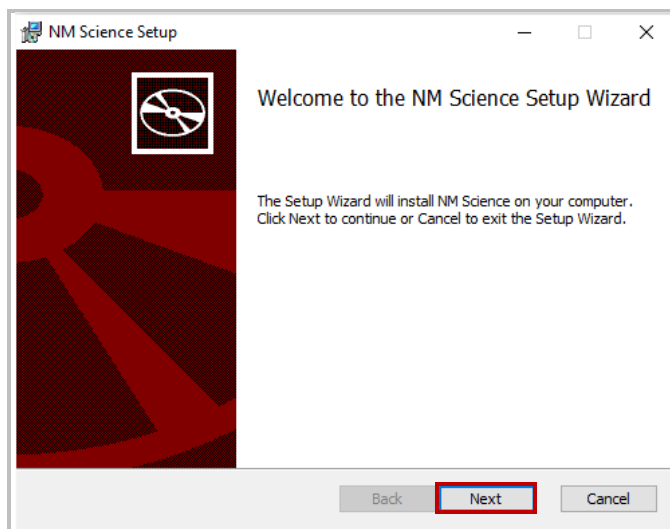 NM Science Setup
Welcome to the NM Science Setup Wizard
The Setup Wizard will install NM Science on your computer.
Click Next to continue or Cancel to exit the Setup Wizard.
Back Next Cancel